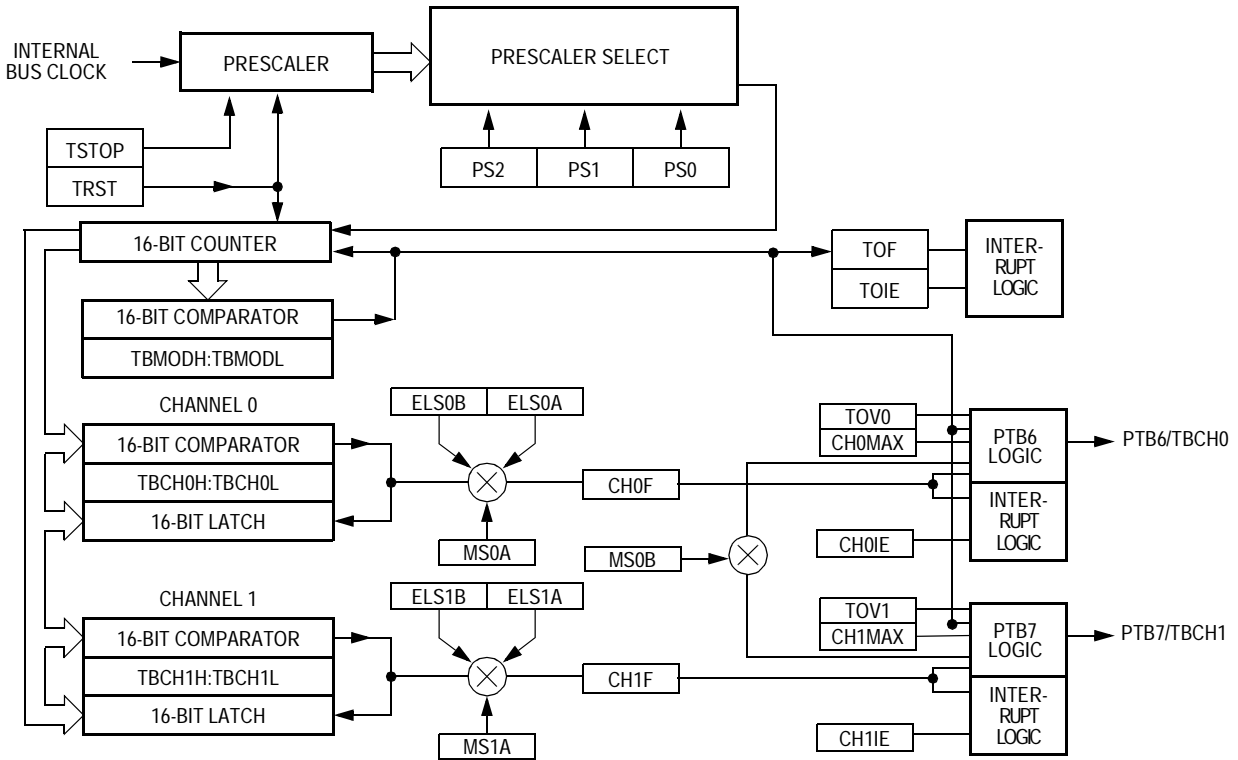 INTERNAL
BUS CLOCK
PRESCALER
PRESCALER SELECT
TSTOP
TRST
PS2
PS1
PS0
16-BIT COUNTER
TOF
TOIE
INTER-
RUPT
LOGIC
16-BIT COMPARATOR
TBMODH:TBMODL
CHANNEL 0
16-BIT COMPARATOR
TBCH0H:TBCH0L
16-BIT LATCH
ELS0B
ELS0A
MS0A
CH0F
TOV0
CH0MAX
PTB6
LOGIC
PTB6/TBCH0
INTER-
RUPT
LOGIC
CH0IE
MS0B
CHANNEL 1
16-BIT COMPARATOR
TBCH1H:TBCH1L
16-BIT LATCH
ELS1B
ELS1A
MS1A
CH1F
TOV1
CH1MAX
PTB7
LOGIC
PTB7/TBCH1
INTER-
RUPT
LOGIC
CH1IE